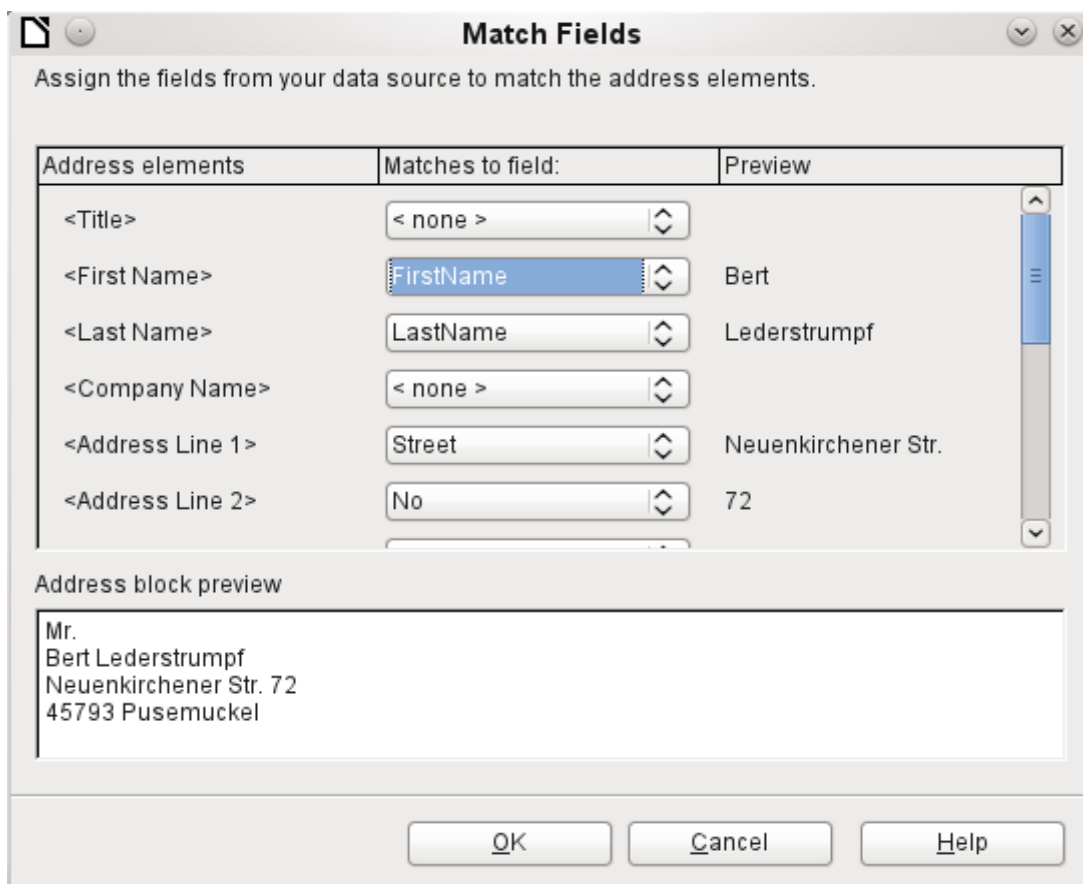 Match Fields
Assign the fields from your data source to match the address elements.
Address elements Matches to field: Preview
<Title> < none >
<First Name> FirstName Bert
<Last Name> LastName Lederstrumpf
<Company Name> < none >
<Address Line 1> Street Neuenkirchener Str.
<Address Line 2> No 72
Address block preview
Mr.
Bert Lederstrumpf
Neuenkirchener Str. 72
45793 Pusemuckel
OK Cancel Help